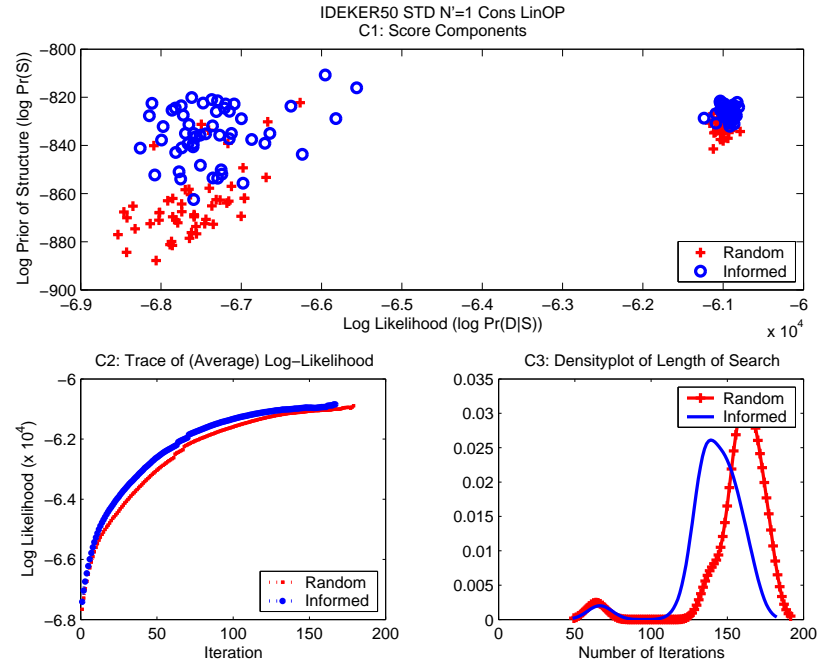 IDEKER50 STD N'=1 Cons LinOP
C1: Score Components
Log Prior of Structure (log Pr(S))
−800
−820
−840
−860
−880
−900
−6.9 −6.8 −6.7 −6.6 −6.5 −6.4 −6.3 −6.2 −6.1 −6
Log Likelihood (log Pr(D|S))
x 10^4
Random
Informed
C2: Trace of (Average) Log−Likelihood
Log Likelihood (x 10^4)
−6
−6.2
−6.4
−6.6
−6.8
0 50 100 150 200
Iteration
Random
Informed
C3: Densityplot of Length of Search
0.035
0.03
0.025
0.02
0.015
0.01
0.005
0
0 50 100 150 200
Number of Iterations
Random
Informed